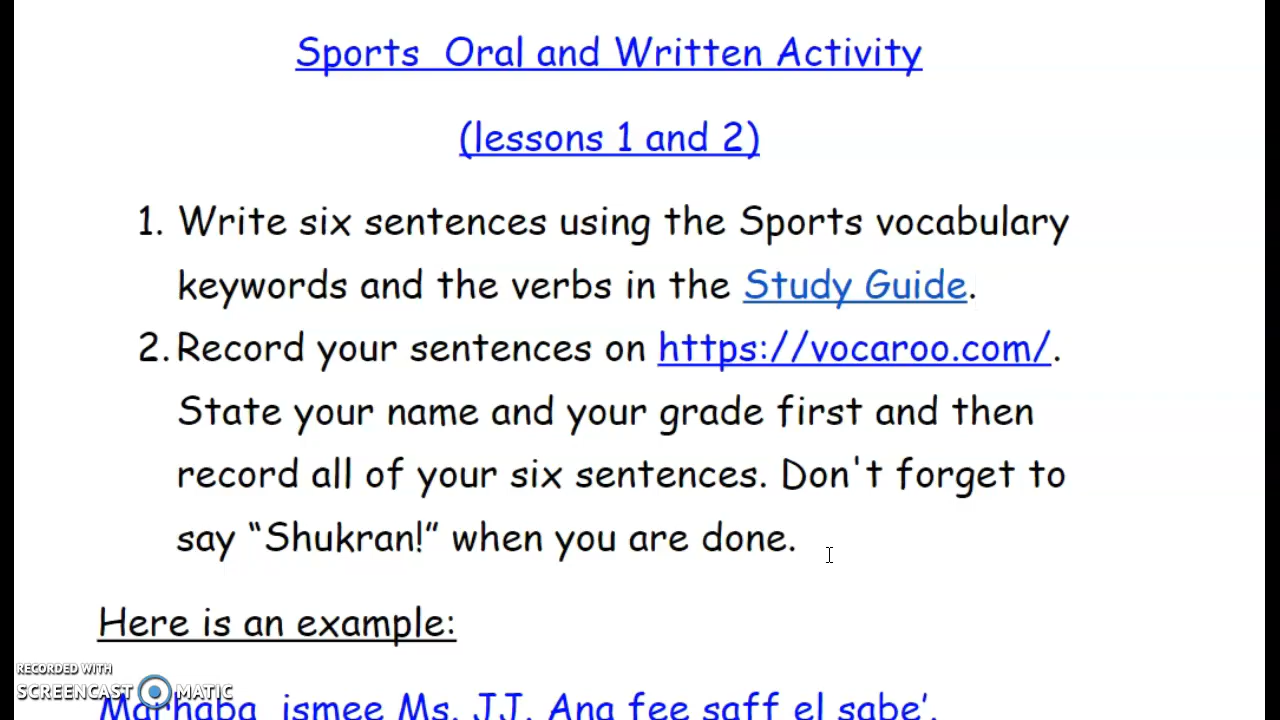 Sports Oral and Written Activity
(lessons 1 and 2)
1. Write six sentences using the Sports vocabulary
keywords and the verbs in the Study Guide.
2. Record your sentences on https://vocaroo.com/.
State your name and your grade first and then
record all of your six sentences. Don't forget to
say “Shukran!” when you are done.
Here is an example:
RECORDED WITH
SCREENCAST MATIC
Marhaba ismee Ms. JJ. Ana fee saff el sabe’.